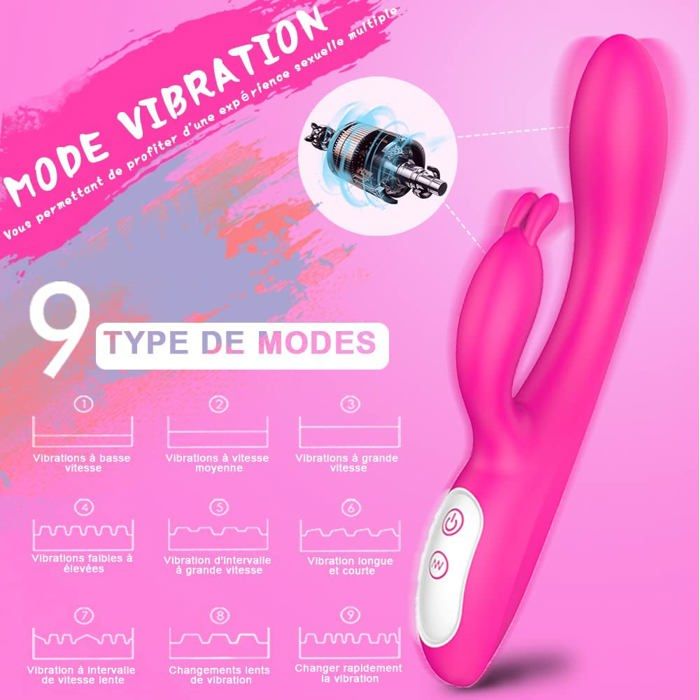 MODE VIBRATION
Vous permettant de profiter d'une expérience sexuelle multiple
9
TYPE DE MODES
1
2
3
Vibrations à basse
vitesse
Vibrations à vitesse
moyenne
Vibrations à grande
vitesse
4
5
6
Vibrations faibles à
élevées
Vibration d'intervalle
à grande vitesse
Vibration longue
et courte
7
8
9
Vibration à intervalle
de vitesse lente
Changements lents
de vibration
Changer rapidement
la vibration